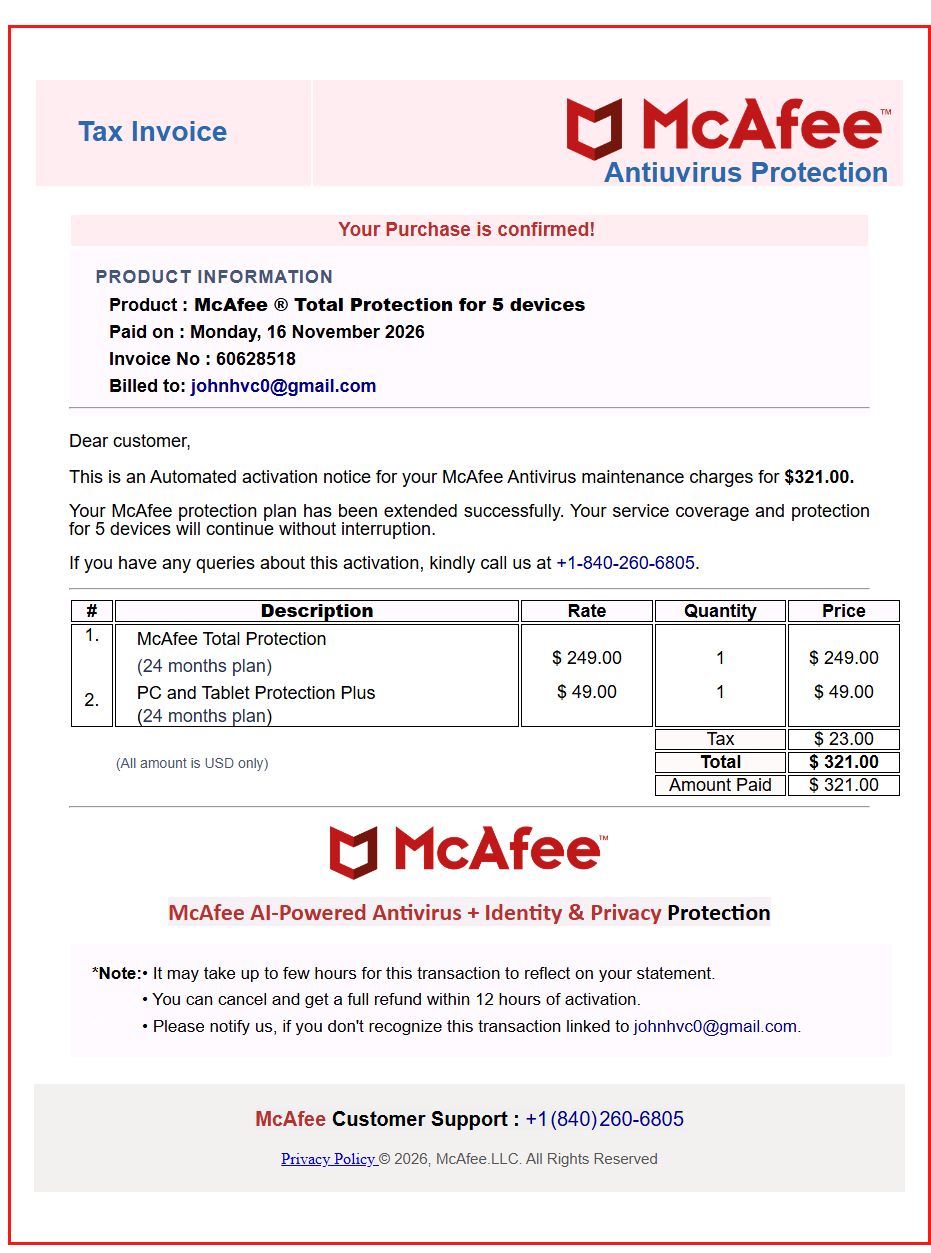 Tax Invoice
McAfee™
Antiuvirus Protection
Your Purchase is confirmed!
PRODUCT INFORMATION
Product : McAfee ® Total Protection for 5 devices
Paid on : Monday, 16 November 2026
Invoice No : 60628518
Billed to: johnhvc0@gmail.com
Dear customer,
This is an Automated activation notice for your McAfee Antivirus maintenance charges for $321.00.
Your McAfee protection plan has been extended successfully. Your service coverage and protection
for 5 devices will continue without interruption.
If you have any queries about this activation, kindly call us at +1-840-260-6805.
# Description Rate Quantity Price
1. McAfee Total Protection
(24 months plan) $ 249.00 1 $ 249.00
2. PC and Tablet Protection Plus $ 49.00 1 $ 49.00
(24 months plan)
Tax $ 23.00
(All amount is USD only) Total $ 321.00
Amount Paid $ 321.00
McAfee™
McAfee AI-Powered Antivirus + Identity & Privacy Protection
*Note:• It may take up to few hours for this transaction to reflect on your statement.
• You can cancel and get a full refund within 12 hours of activation.
• Please notify us, if you don't recognize this transaction linked to johnhvc0@gmail.com.
McAfee Customer Support : +1(840)260-6805
Privacy Policy © 2026, McAfee.LLC. All Rights Reserved